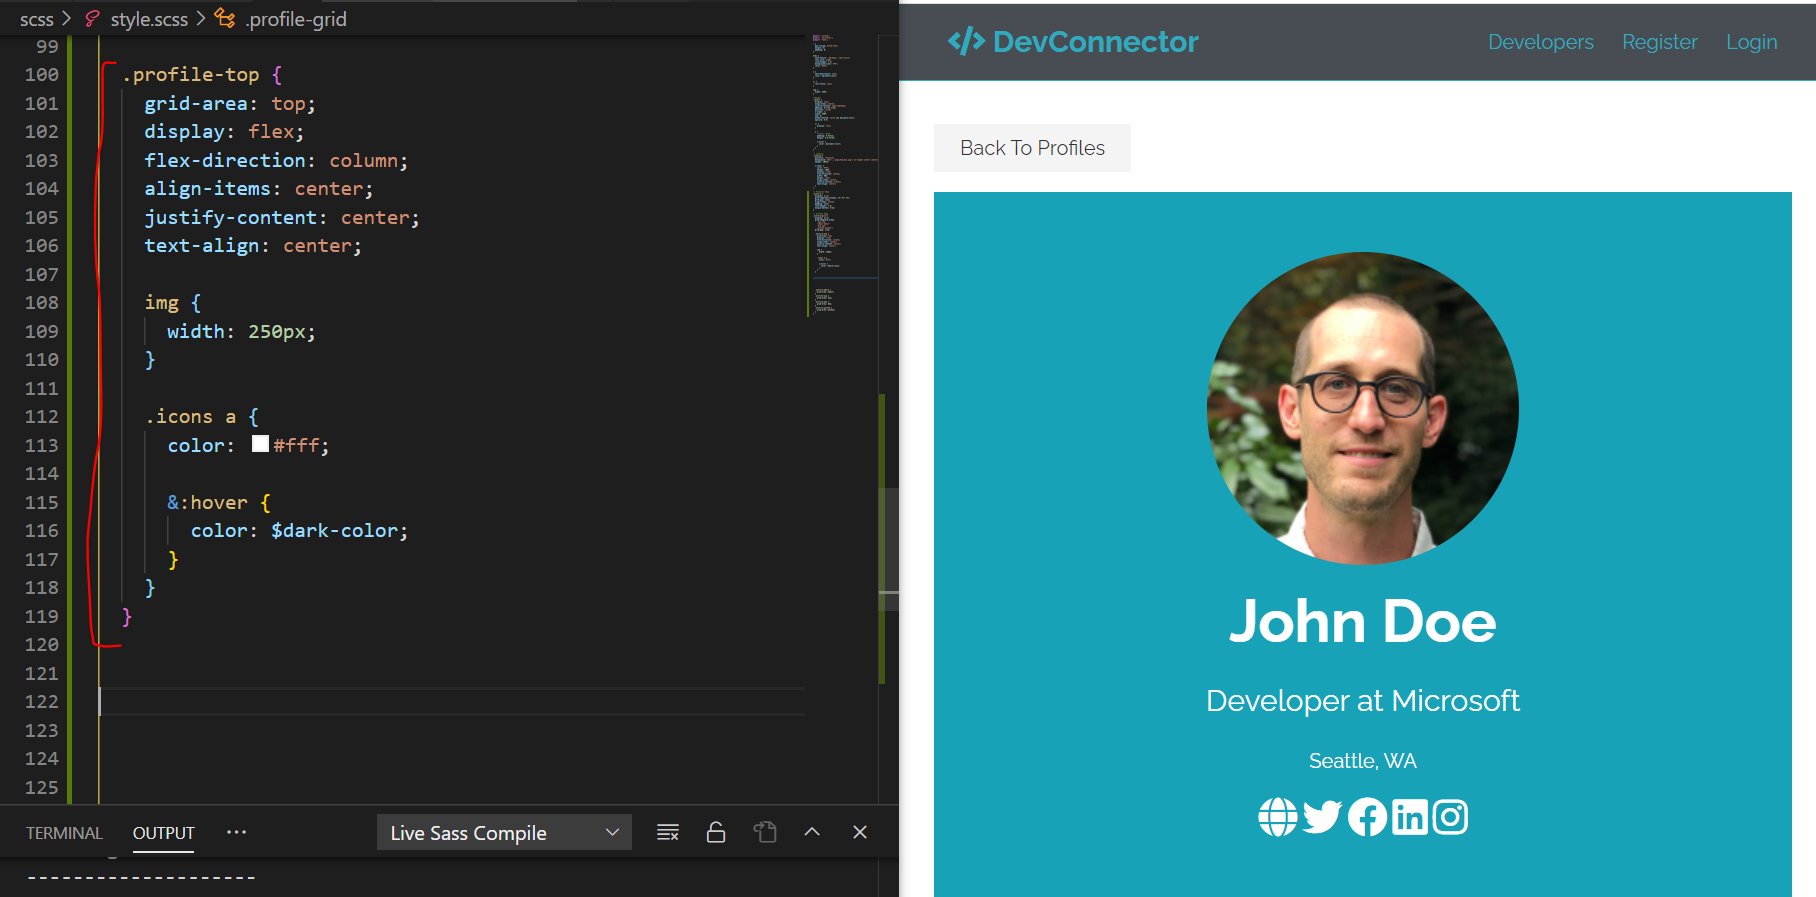 scss > style.scss > .profile-grid
99
100 .profile-top {
101 grid-area: top;
102 display: flex;
103 flex-direction: column;
104 align-items: center;
105 justify-content: center;
106 text-align: center;
107
108 img {
109 width: 250px;
110 }
111
112 .icons a {
113 color: #fff;
114
115 &:hover {
116 color: $dark-color;
117 }
118 }
119 }
120
121
122
123
124
125
TERMINAL OUTPUT ···
Live Sass Compile
--------------------
</> DevConnector
Developers Register Login
Back To Profiles
John Doe
Developer at Microsoft
Seattle, WA